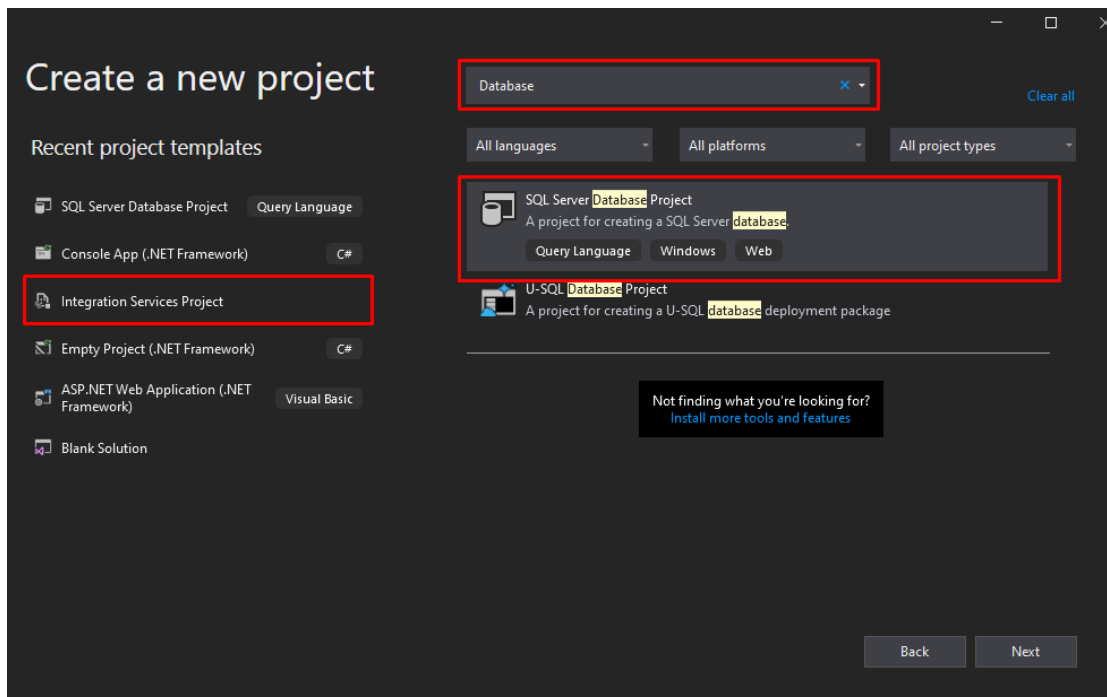 Create a new project
Recent project templates
SQL Server Database Project Query Language
Console App (.NET Framework) C#
Integration Services Project
Empty Project (.NET Framework) C#
ASP.NET Web Application (.NET
Framework) Visual Basic
Blank Solution
Database
Clear all
All languages All platforms All project types
SQL Server Database Project
A project for creating a SQL Server database.
Query Language Windows Web
U-SQL Database Project
A project for creating a U-SQL database deployment package
Not finding what you're looking for?
Install more tools and features
Back Next